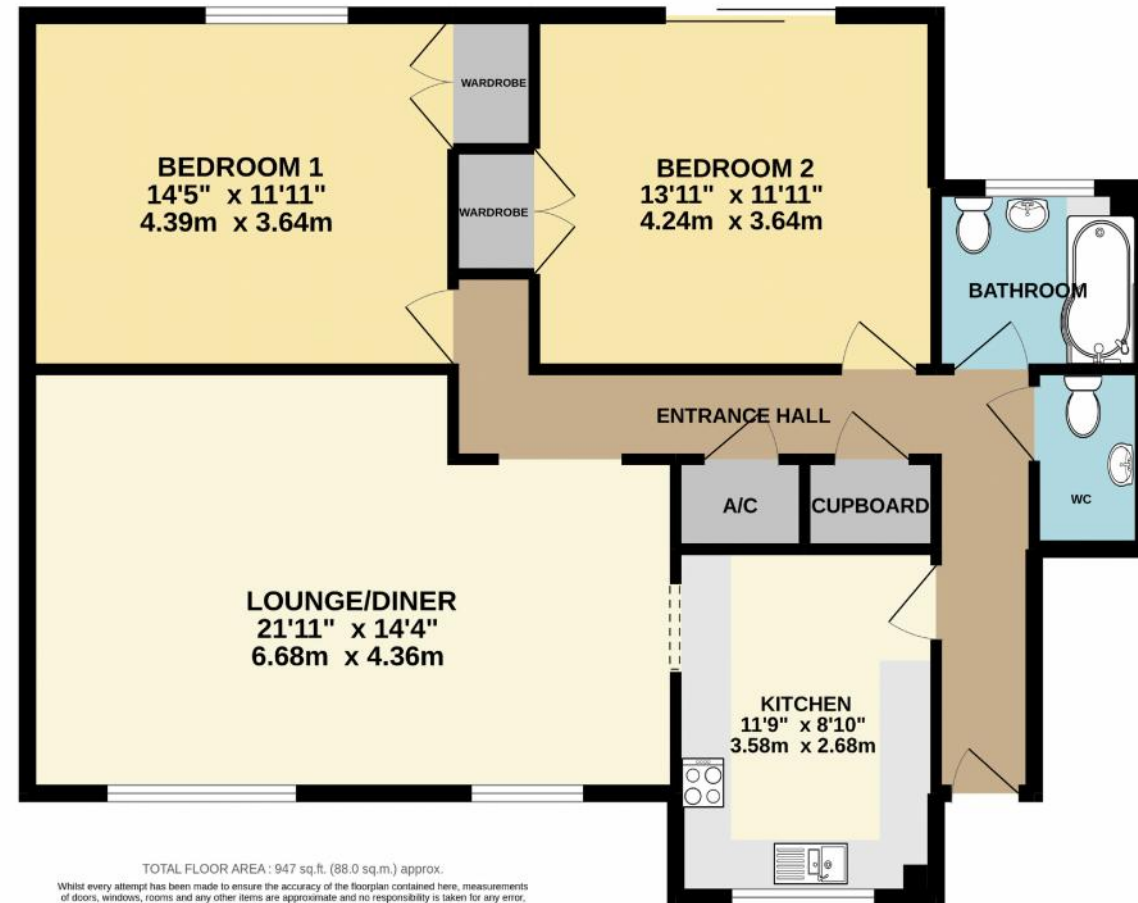 WARDROBE
BEDROOM 1
14'5" x 11'11"
4.39m x 3.64m
BEDROOM 2
13'11" x 11'11"
4.24m x 3.64m
WARDROBE
BATHROOM
ENTRANCE HALL
A/C
CUPBOARD
WC
LOUNGE/DINER
21'11" x 14'4"
6.68m x 4.36m
KITCHEN
11'9" x 8'10"
3.58m x 2.68m
TOTAL FLOOR AREA : 947 sq.ft. (88.0 sq.m.) approx.
Whilst every attempt has been made to ensure the accuracy of the floorplan contained here, measurements
of doors, windows, rooms and any other items are approximate and no responsibility is taken for any error,